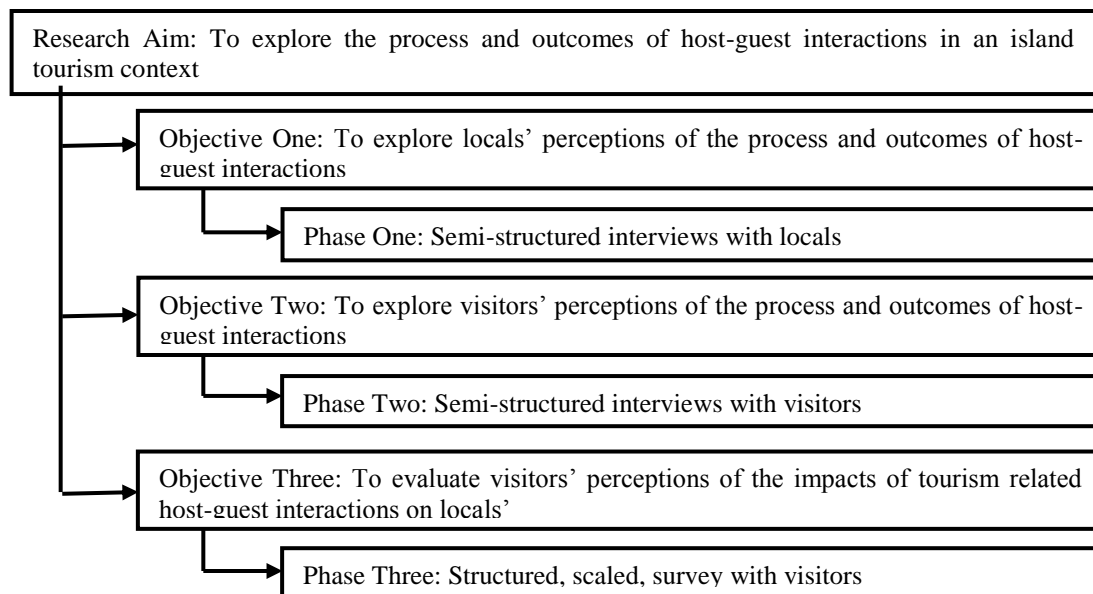 Research Aim: To explore the process and outcomes of host-guest interactions in an island
tourism context
Objective One: To explore locals’ perceptions of the process and outcomes of host-
guest interactions
Phase One: Semi-structured interviews with locals
Objective Two: To explore visitors’ perceptions of the process and outcomes of host-
guest interactions
Phase Two: Semi-structured interviews with visitors
Objective Three: To evaluate visitors’ perceptions of the impacts of tourism related
host-guest interactions on locals’
Phase Three: Structured, scaled, survey with visitors